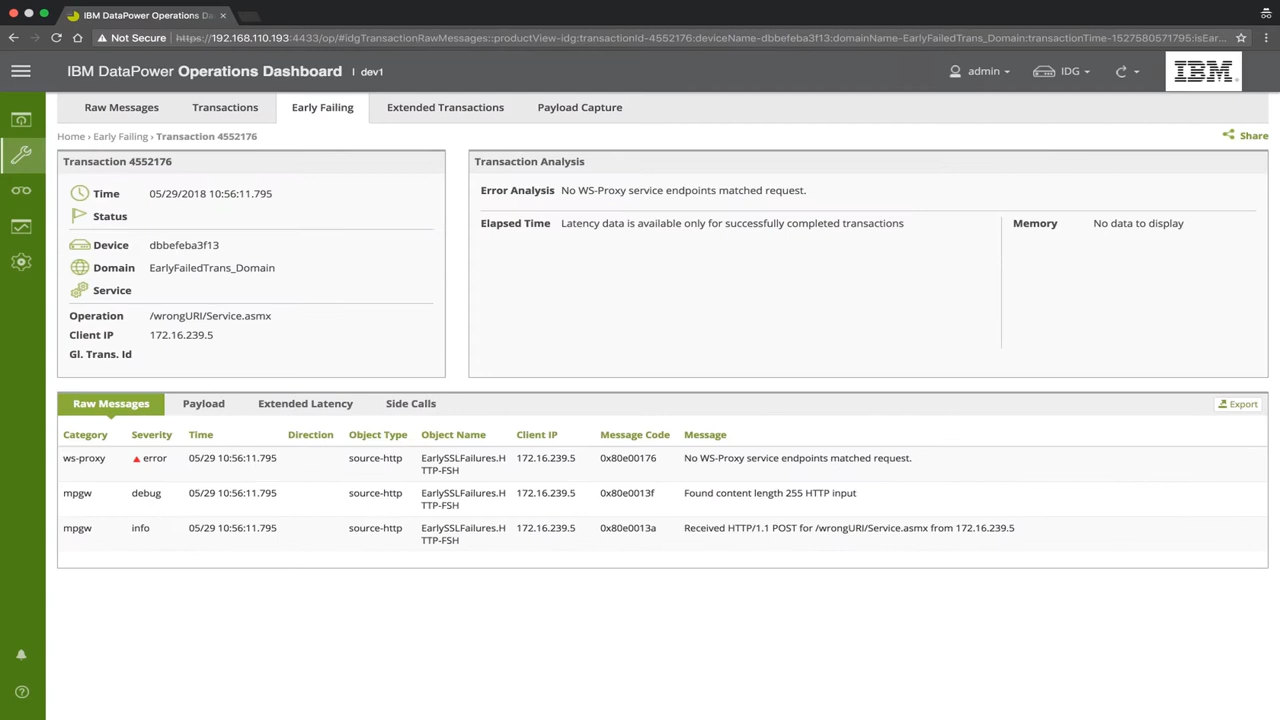 IBM DataPower Operations Da
Not Secure https://192.168.110.193:4433/op/#idgTransactionRawMessages::productView-idg:transactionId-4552176:deviceName-dbbefeba3f13:domainName-EarlyFailedTrans_Domain:transactionTime-1527580571795:isEar...
IBM DataPower Operations Dashboard | dev1 admin IDG IBM
Raw Messages Transactions Early Failing Extended Transactions Payload Capture
Home › Early Failing › Transaction 4552176 Share
Transaction 4552176
Time 05/29/2018 10:56:11.795
Status
Device dbbefeba3f13
Domain EarlyFailedTrans_Domain
Service
Operation /wrongURI/Service.asmx
Client IP 172.16.239.5
Gl. Trans. Id
Transaction Analysis
Error Analysis No WS-Proxy service endpoints matched request.
Elapsed Time Latency data is available only for successfully completed transactions
Memory No data to display
Raw Messages Payload Extended Latency Side Calls Export
Category Severity Time Direction Object Type Object Name Client IP Message Code Message
ws-proxy error 05/29 10:56:11.795 source-http EarlySSLFailures.H 172.16.239.5 0x80e00176 No WS-Proxy service endpoints matched request.
TTP-FSH
mpgw debug 05/29 10:56:11.795 source-http EarlySSLFailures.H 172.16.239.5 0x80e0013f Found content length 255 HTTP input
TTP-FSH
mpgw info 05/29 10:56:11.795 source-http EarlySSLFailures.H 172.16.239.5 0x80e0013a Received HTTP/1.1 POST for /wrongURI/Service.asmx from 172.16.239.5
TTP-FSH